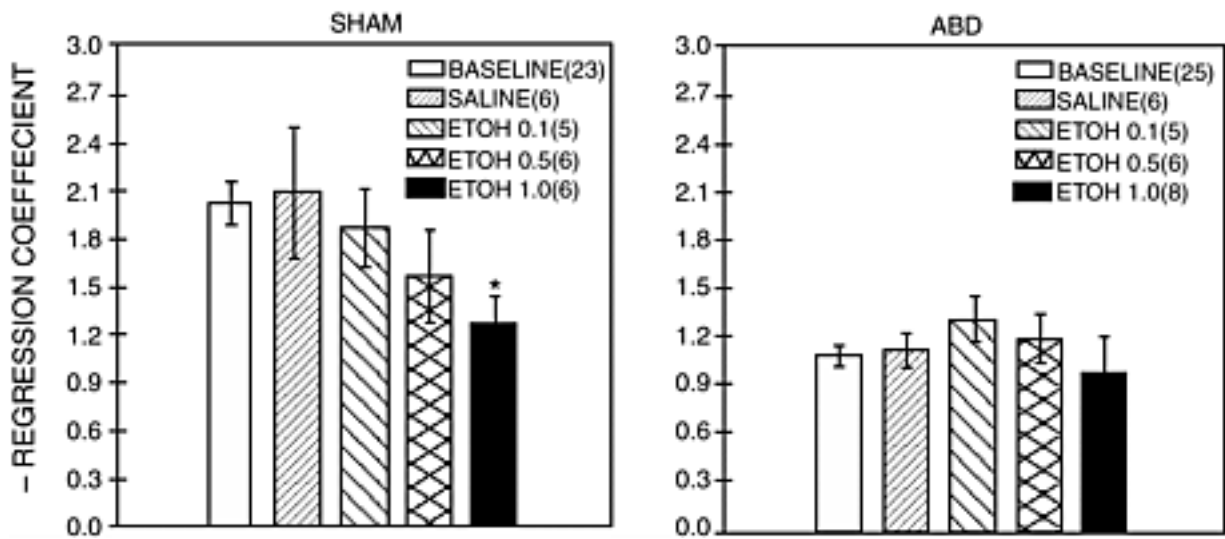 SHAM
– REGRESSION COEFFECIENT
3.0
2.7
2.4
2.1
1.8
1.5
1.2
0.9
0.6
0.3
0.0
BASELINE(23)
SALINE(6)
ETOH 0.1(5)
ETOH 0.5(6)
ETOH 1.0(6)
*
ABD
3.0
2.7
2.4
2.1
1.8
1.5
1.2
0.9
0.6
0.3
0.0
BASELINE(25)
SALINE(6)
ETOH 0.1(5)
ETOH 0.5(6)
ETOH 1.0(8)